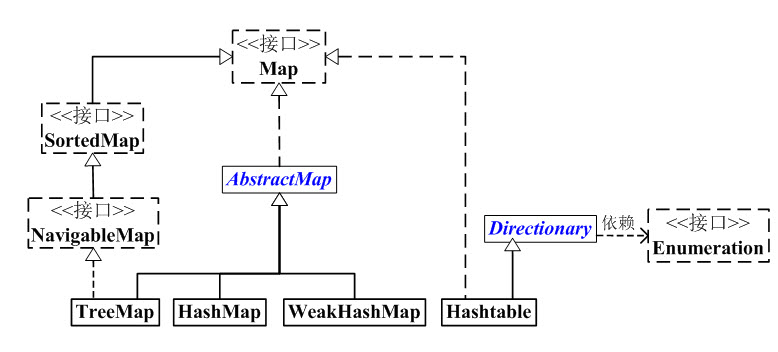 <<接口>>
Map
<<接口>>
SortedMap
AbstractMap
<<接口>>
NavigableMap
Directionary
依赖
<<接口>>
Enumeration
TreeMap
HashMap
WeakHashMap
Hashtable